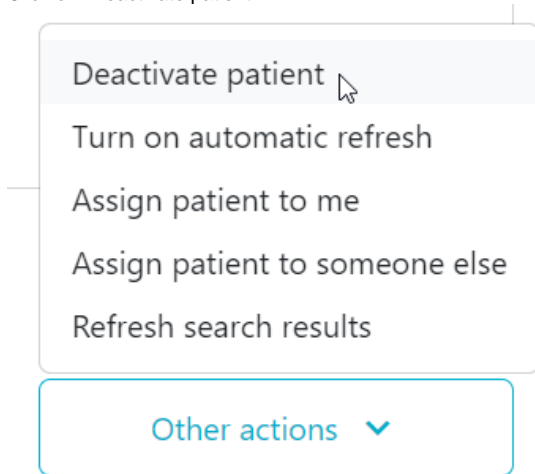 Deactivate patient
Turn on automatic refresh
Assign patient to me
Assign patient to someone else
Refresh search results
Other actions